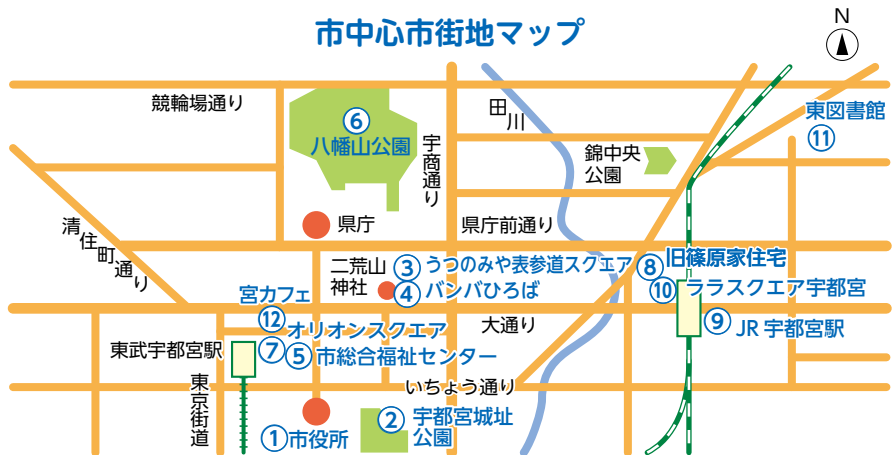 市中心市街地マップ
N
競輪場通り
田川
東図書館
⑪
⑥
八幡山公園
宇商通り
錦中央
公園
清住町通り
県庁
県庁前通り
二荒山
神社
③うつのみや表参道スクエア
④バンバひろば
⑧旧篠原家住宅
⑩ララスクエア宇都宮
宮カフェ
⑫
オリオンスクエア
大通り
⑨JR宇都宮駅
東武宇都宮駅
⑦⑤市総合福祉センター
東京街道
いちょう通り
①市役所
②宇都宮城址
公園